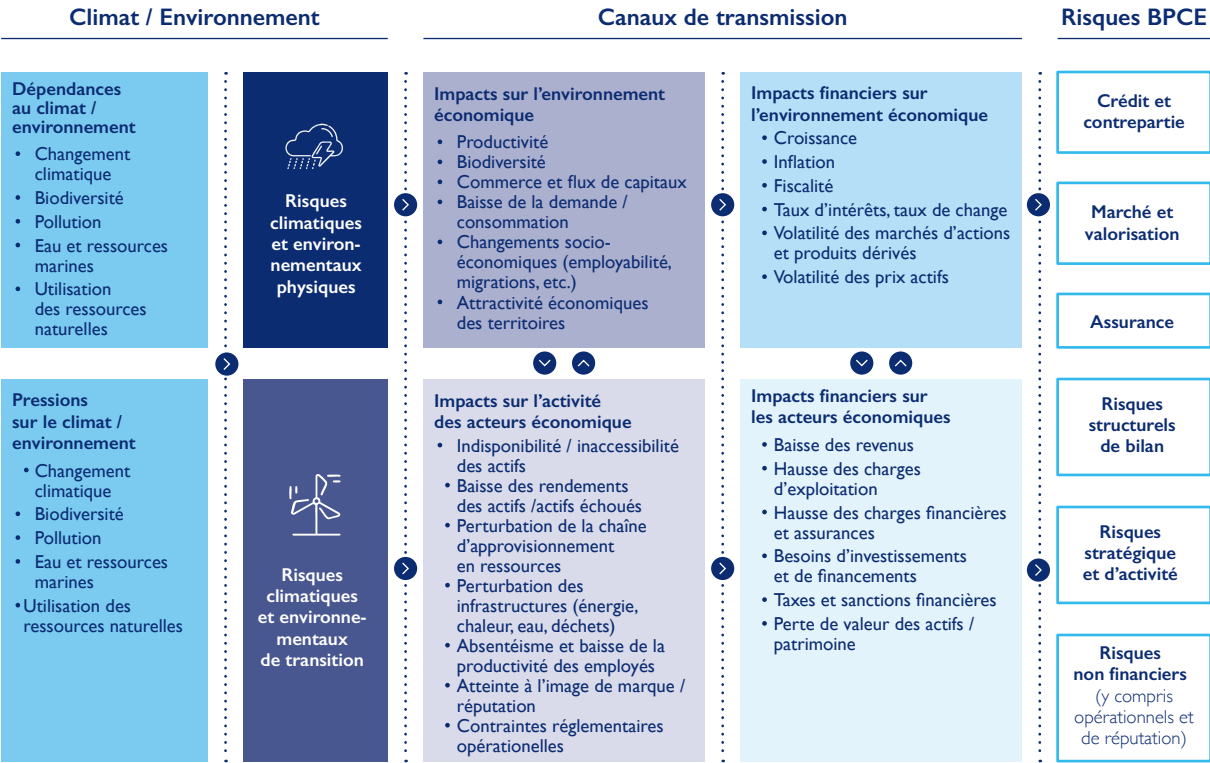 Climat / Environnement
Canaux de transmission
Risques BPCE
Dépendances
au climat /
environnement
• Changement
climatique
• Biodiversité
• Pollution
• Eau et ressources
marines
• Utilisation
des ressources
naturelles
Risques
climatiques
et environ-
nementaux
physiques
Impacts sur l'environnement
économique
• Productivité
• Biodiversité
• Commerce et flux de capitaux
• Baisse de la demande /
consommation
• Changements socio-
économiques (employabilité,
migrations, etc.)
• Attractivité économiques
des territoires
Impacts financiers sur
l'environnement économique
• Croissance
• Inflation
• Fiscalité
• Taux d'intérêts, taux de change
• Volatilité des marchés d'actions
et produits dérivés
• Volatilité des prix actifs
Pressions
sur le climat /
environnement
• Changement
climatique
• Biodiversité
• Pollution
• Eau et ressources
marines
• Utilisation des
ressources naturelles
Risques
climatiques
et environne-
mentaux
de transition
Impacts sur l'activité
des acteurs économique
• Indisponibilité / inaccessibilité
des actifs
• Baisse des rendements
des actifs /actifs échoués
• Perturbation de la chaîne
d'approvisionnement
en ressources
• Perturbation des
infrastructures (énergie,
chaleur, eau, déchets)
• Absentéisme et baisse de la
productivité des employés
• Atteinte à l'image de marque /
réputation
• Contraintes réglementaires
opérationelles
Impacts financiers sur
les acteurs économiques
• Baisse des revenus
• Hausse des charges
d'exploitation
• Hausse des charges financières
et assurances
• Besoins d'investissements
et de financements
• Taxes et sanctions financières
• Perte de valeur des actifs /
patrimoine
Crédit et
contrepartie
Marché et
valorisation
Assurance
Risques
structurels
de bilan
Risques
stratégique
et d'activité
Risques
non financiers
(y compris
opérationnels et
de réputation)